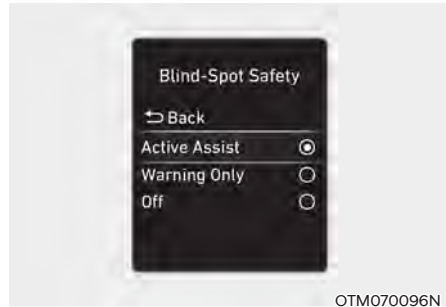 Blind-Spot Safety
⮌ Back
Active Assist
Warning Only
Off
OTM070096N